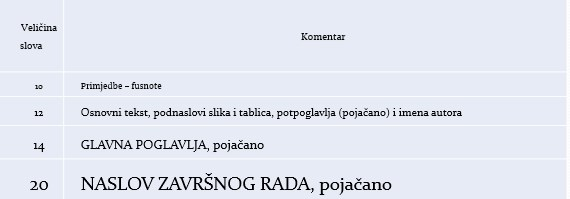 Veličina
slova
Komentar
10 Primjedbe – fusnote
12 Osnovni tekst, podnaslovi slika i tablica, potpoglavlja (pojačano) i imena autora
14 GLAVNA POGLAVLJA, pojačano
20 NASLOV ZAVRŠNOG RADA, pojačano